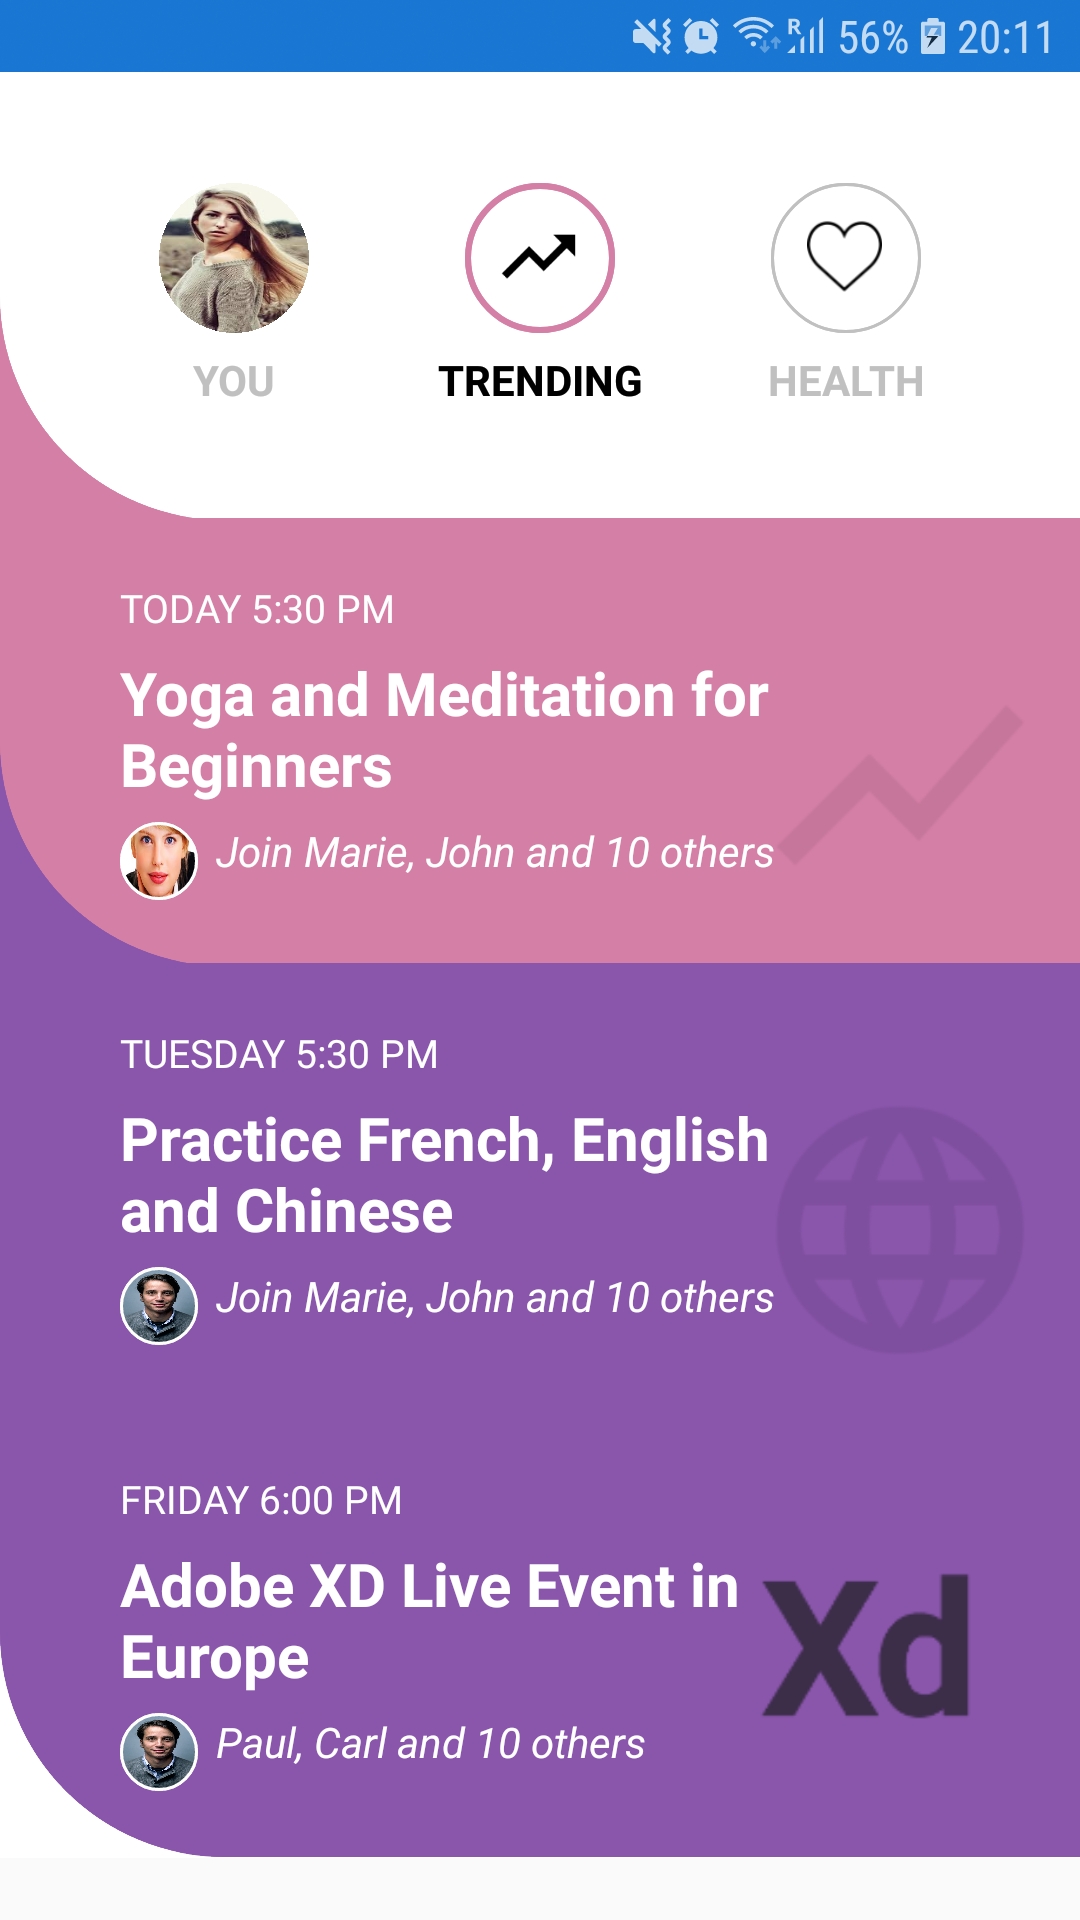 R 56% 20:11
YOU
TRENDING
HEALTH
TODAY 5:30 PM
Yoga and Meditation for
Beginners
Join Marie, John and 10 others
TUESDAY 5:30 PM
Practice French, English
and Chinese
Join Marie, John and 10 others
FRIDAY 6:00 PM
Adobe XD Live Event in
Europe
Xd
Paul, Carl and 10 others